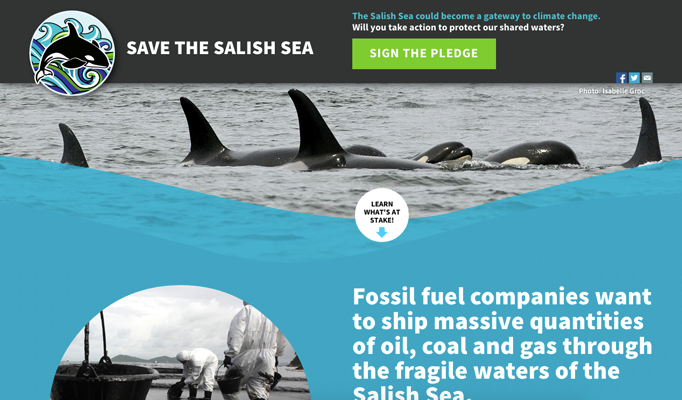 The Salish Sea could become a gateway to climate change.
Will you take action to protect our shared waters?
SAVE THE SALISH SEA
SIGN THE PLEDGE
Photo: Isabelle Groc
LEARN
WHAT'S AT
STAKE!
Fossil fuel companies want
to ship massive quantities
of oil, coal and gas through
the fragile waters of the
Salish Sea.